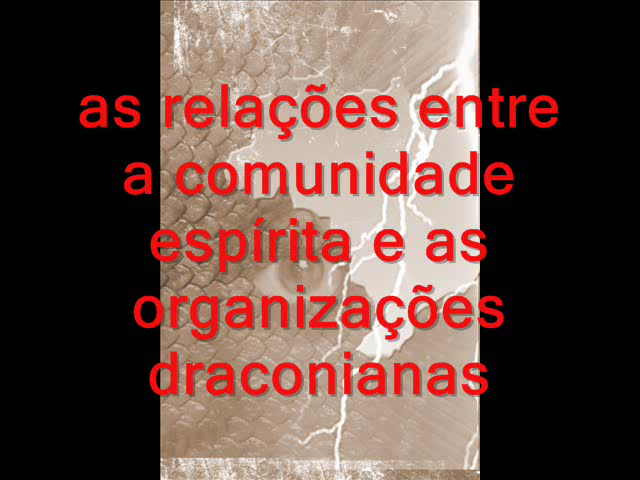 as relações entre
a comunidade
espírita e as
organizações
draconianas